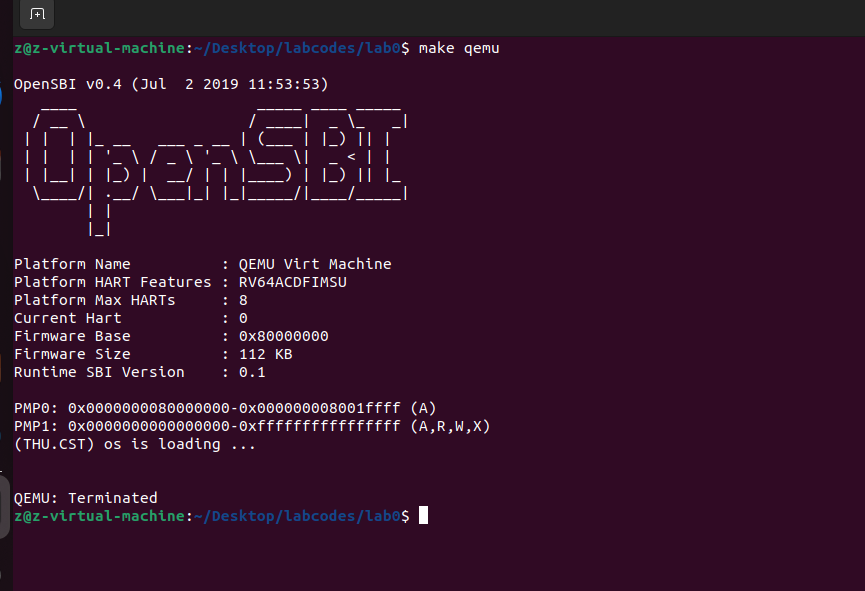 z@z-virtual-machine:~/Desktop/labcodes/lab0$ make qemu
OpenSBI v0.4 (Jul  2 2019 11:53:53)
   ____                    _____ ____ _____
  / __ \                  / ____|  _ \_   _|
 | |  | |_ __   ___ _ __ | (___ | |_) || |
 | |  | | '_ \ / _ \ '_ \ \___ \|  _ < | |
 | |__| | |_) |  __/ | | |____) | |_) || |_
  \____/| .__/ \___|_| |_|_____/|____/_____|
        | |
        |_|
Platform Name          : QEMU Virt Machine
Platform HART Features : RV64ACDFIMSU
Platform Max HARTs     : 8
Current Hart           : 0
Firmware Base          : 0x80000000
Firmware Size          : 112 KB
Runtime SBI Version    : 0.1
PMP0: 0x0000000080000000-0x000000008001ffff (A)
PMP1: 0x0000000000000000-0xffffffffffffffff (A,R,W,X)
(THU.CST) os is loading ...
QEMU: Terminated
z@z-virtual-machine:~/Desktop/labcodes/lab0$